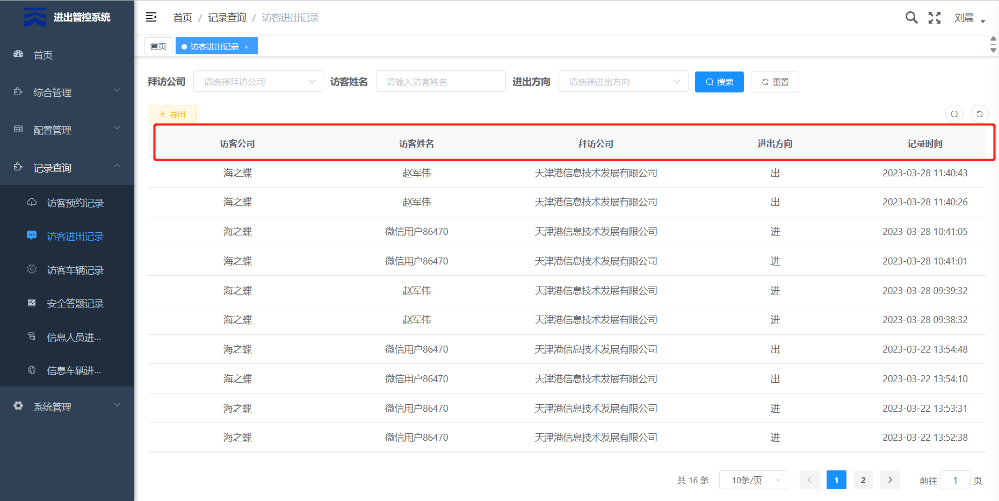 进出管控系统
首页
综合管理
配置管理
记录查询
访客预约记录
访客进出记录
访客车辆记录
安全答题记录
信息人员进...
信息车辆进...
系统管理
首页 / 记录查询 / 访客进出记录
刘晨
首页 访客进出记录 ×
拜访公司 请选择拜访公司 访客姓名 请输入访客姓名 进出方向 请选择进出方向 搜索 重置
导出
访客公司 访客姓名 拜访公司 进出方向 记录时间
海之蝶 赵军伟 天津港信息技术发展有限公司 出 2023-03-28 11:40:43
海之蝶 赵军伟 天津港信息技术发展有限公司 出 2023-03-28 11:40:26
海之蝶 微信用户86470 天津港信息技术发展有限公司 进 2023-03-28 10:41:05
海之蝶 微信用户86470 天津港信息技术发展有限公司 进 2023-03-28 10:41:01
海之蝶 赵军伟 天津港信息技术发展有限公司 进 2023-03-28 09:39:32
海之蝶 赵军伟 天津港信息技术发展有限公司 进 2023-03-28 09:38:32
海之蝶 微信用户86470 天津港信息技术发展有限公司 出 2023-03-22 13:54:48
海之蝶 微信用户86470 天津港信息技术发展有限公司 出 2023-03-22 13:54:10
海之蝶 微信用户86470 天津港信息技术发展有限公司 进 2023-03-22 13:53:31
海之蝶 微信用户86470 天津港信息技术发展有限公司 进 2023-03-22 13:52:38
共 16 条 10条/页 1 2 前往 1 页